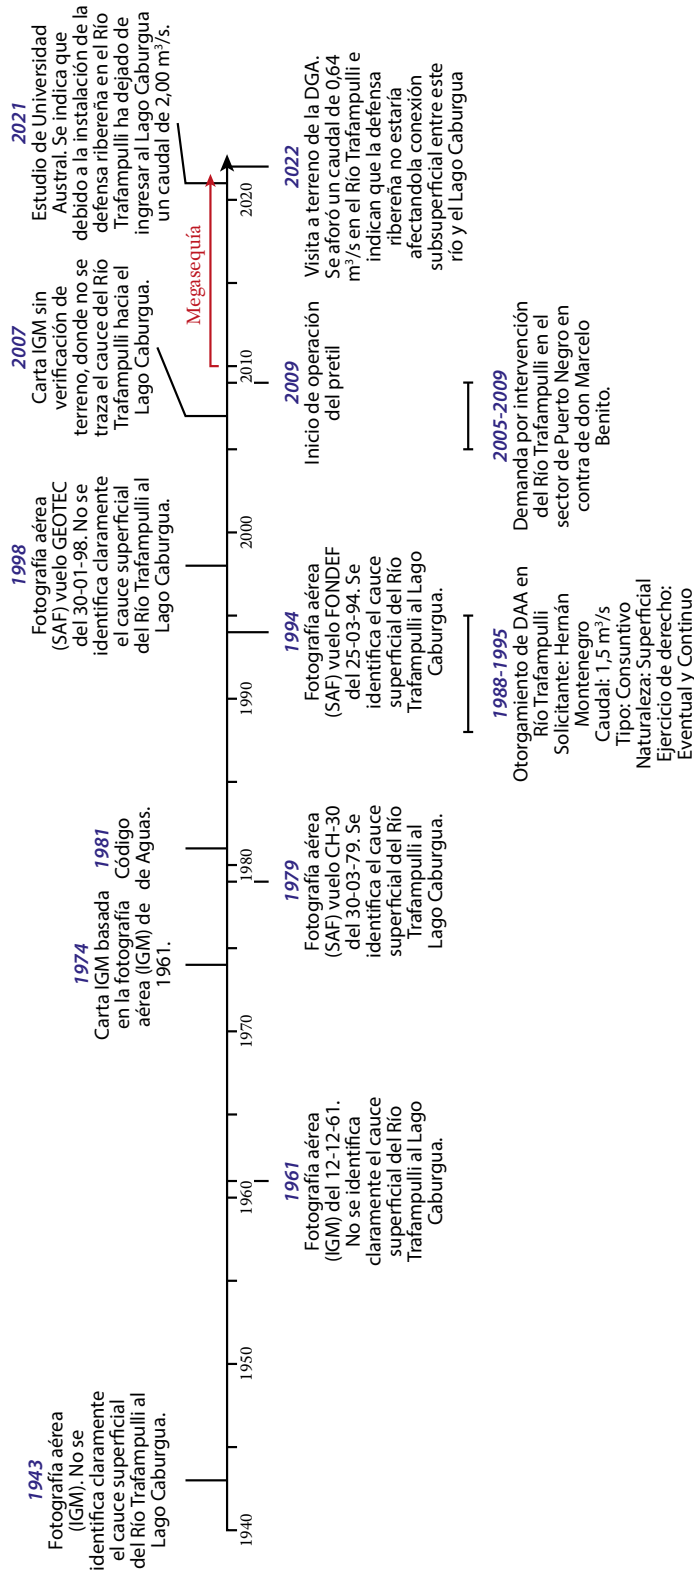 1943
Fotografía aérea
(IGM). No se
identifica claramente
el cauce superficial
del Río Trafampulli al
Lago Caburgua.
1974
Carta IGM basada
en la fotografía
aérea (IGM) de
1961.
1981
Código
de Aguas.
1998
Fotografía aérea
(SAF) vuelo GEOTEC
del 30-01-98. No se
identifica claramente
el cauce superficial
del Río Trafampulli al
Lago Caburgua.
2007
Carta IGM sin
verificación de
terreno, donde no se
traza el cauce del Río
Trafampulli hacia el
Lago Caburgua.
2021
Estudio de Universidad
Austral. Se indica que
debido a la instalación de la
defensa ribereña en el Río
Trafampulli ha dejado de
ingresar al Lago Caburgua
un caudal de 2,00 m³/s.
Megasequía
1940
1950
1960
1970
1980
1990
2000
2010
2020
1961
Fotografía aérea
(IGM) del 12-12-61.
No se identifica
claramente el cauce
superficial del Río
Trafampulli al Lago
Caburgua.
1979
Fotografía aérea
(SAF) vuelo CH-30
del 30-03-79. Se
identifica el cauce
superficial del Río
Trafampulli al
Lago Caburgua.
1994
Fotografía aérea
(SAF) vuelo FONDEF
del 25-03-94. Se
identifica el cauce
superficial del Río
Trafampulli al Lago
Caburgua.
2009
Inicio de operación
del pretil
2022
Visita a terreno de la DGA.
Se aforó un caudal de 0,64
m³/s en el Río Trafampulli e
indican que la defensa
ribereña no estaría
afectandola conexión
subsuperficial entre este
río y el Lago Caburgua
1988-1995
Otorgamiento de DAA en
Río Trafampulli
Solicitante: Hernán
Montenegro
Caudal: 1,5 m³/s
Tipo: Consuntivo
Naturaleza: Superficial
Ejercicio de derecho:
Eventual y Continuo
2005-2009
Demanda por intervención
del Río Trafampulli en el
sector de Puerto Negro en
contra de don Marcelo
Benito.